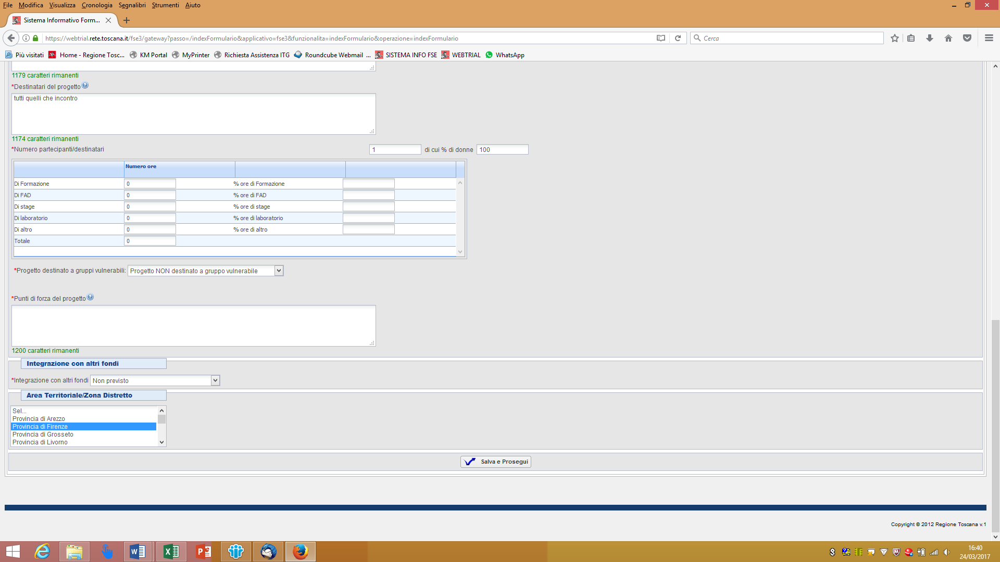 File Modifica Visualizza Cronologia Segnalibri Strumenti Aiuto
Sistema Informativo Form...
https://webtrial.rete.toscana.it/fse3/gateway?passo=/indexFormulario&applicativo=fse3&funzionalita=indexFormulario&operazione=indexFormulario
Cerca
Più visitati Home - Regione Tosc... KM Portal MyPrinter Richiesta Assistenza ITG Roundcube Webmail ... SISTEMA INFO FSE WEBTRIAL WhatsApp
1179 caratteri rimanenti
*Destinatari del progetto
tutti quelli che incontro
1174 caratteri rimanenti
*Numero partecipanti/destinatari 1 di cui % di donne 100
Numero ore
Di Formazione 0 % ore di Formazione
Di FAD 0 % ore di FAD
Di stage 0 % ore di stage
Di laboratorio 0 % ore di laboratorio
Di altro 0 % ore di altro
Totale 0
*Progetto destinato a gruppi vulnerabili: Progetto NON destinato a gruppo vulnerabile
*Punti di forza del progetto
1200 caratteri rimanenti
Integrazione con altri fondi
*Integrazione con altri fondi Non previsto
Area Territoriale/Zona Distretto
Sel...
Provincia di Arezzo
Provincia di Firenze
Provincia di Grosseto
Provincia di Livorno
Salva e Prosegui
Copyright © 2012 Regione Toscana v.1
16:40
24/03/2017